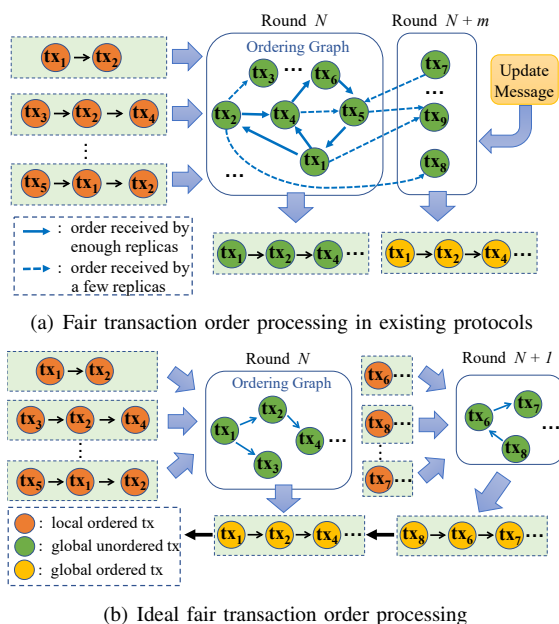 Round N
Round N + m
Ordering Graph
tx1 → tx2
tx3 → tx2 → tx4
⋮
tx5 → tx1 → tx2
tx3 ... tx6
tx2 tx4 tx5
tx1
...
tx7
...
tx9
tx8
Update
Message
: order received by
enough replicas
: order received by
a few replicas
tx1 → tx2 → tx4 ...
tx1 → tx2 → tx4 ...
(a) Fair transaction order processing in existing protocols
Round N
Round N + 1
Ordering Graph
tx1 → tx2
tx3 → tx2 → tx4
⋮
tx5 → tx1 → tx2
tx2
tx1 tx4 ...
tx3
tx6 ...
tx8 ...
⋮
tx7 ...
tx7
tx6 ...
tx8
: local ordered tx
: global unordered tx
: global ordered tx
tx1 → tx2 → tx4 ...
tx8 → tx6 → tx7 ...
(b) Ideal fair transaction order processing